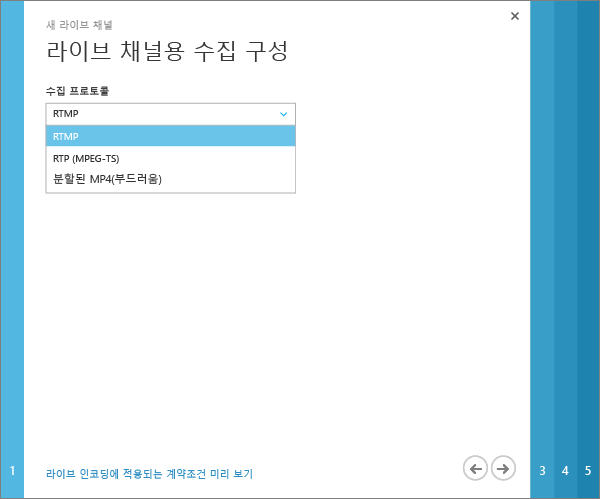 새 라이브 채널
라이브 채널용 수집 구성
수집 프로토콜
RTMP
RTMP
RTP (MPEG-TS)
분할된 MP4(부드러움)
1
라이브 인코딩에 적용되는 계약조건 미리 보기
3
4
5